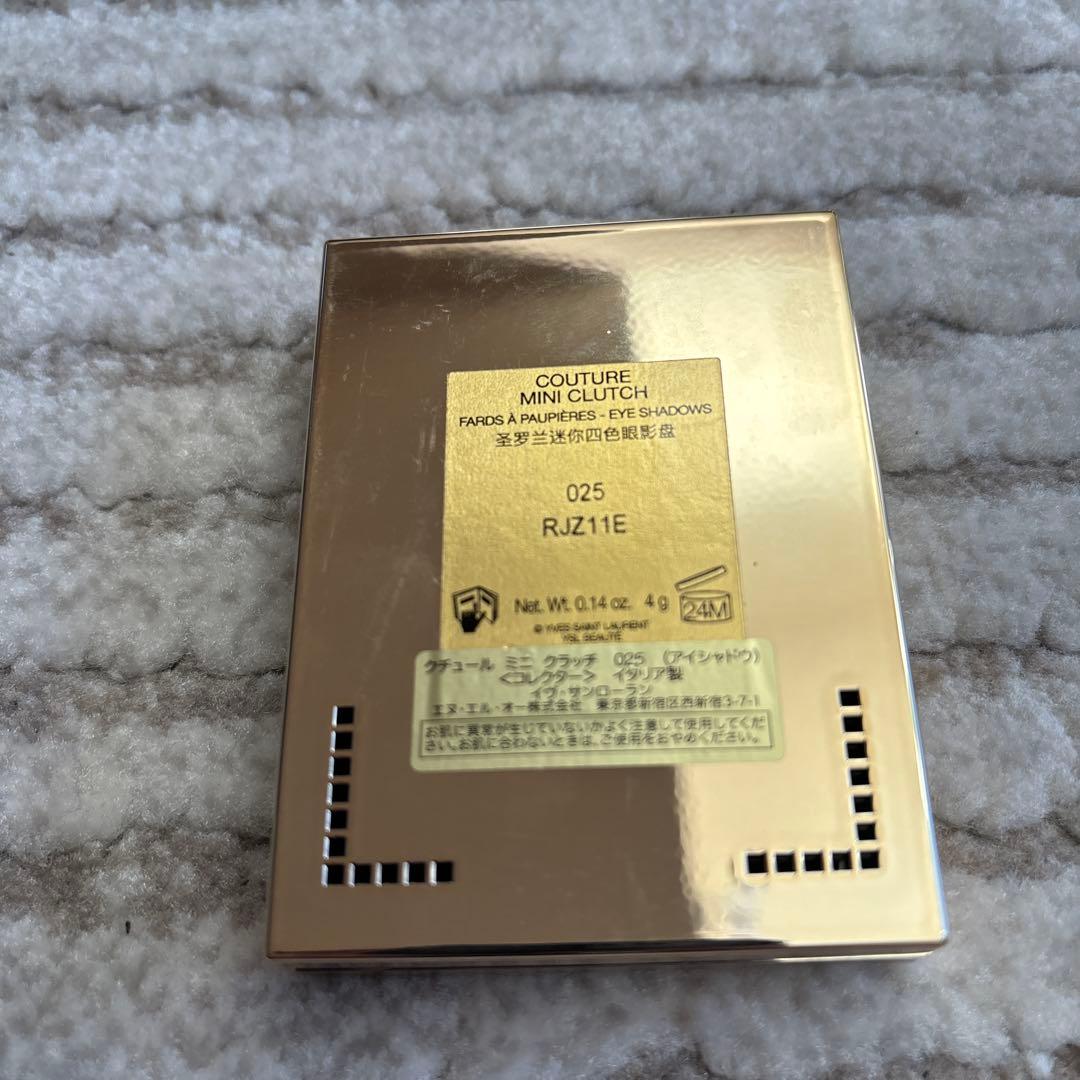 COUTURE
MINI CLUTCH
FARDS À PAUPIÈRES - EYE SHADOWS
圣罗兰迷你四色眼影盘
025
RJZ11E
Net. Wt. 0.14 oz. 4 g
24M
© YVES SAINT LAURENT
YSL BEAUTÉ
クチュール ミニ クラッチ 025 (アイシャドウ)
<コレクター> イタリア製
イヴ・サンローラン
エヌ・エル・オー株式会社 東京都新宿区西新宿3-7-1
お肌に異常が生じていないかよく注意して使用してくだ
さい。お肌に合わないときは、ご使用をおやめください。